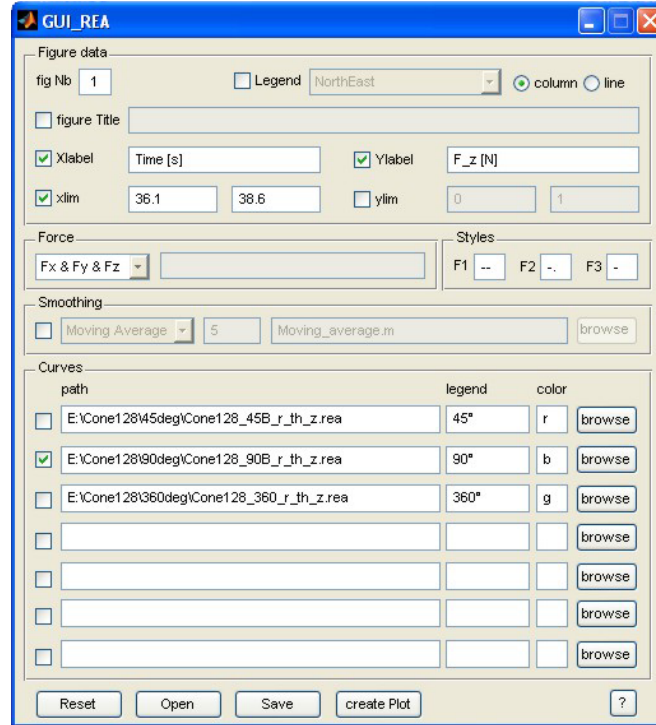 GUI_REA
Figure data
fig Nb 1 Legend NorthEast column line
figure Title
Xlabel Time [s] Ylabel F_z [N]
xlim 36.1 38.6 ylim 0 1
Force Styles
Fx & Fy & Fz F1 -- F2 -. F3 -
Smoothing
Moving Average 5 Moving_average.m browse
Curves
path legend color
E:\Cone128\45deg\Cone128_45B_r_th_z.rea 45° r browse
E:\Cone128\90deg\Cone128_90B_r_th_z.rea 90° b browse
E:\Cone128\360deg\Cone128_360_r_th_z.rea 360° g browse
browse
browse
browse
browse
Reset Open Save create Plot ?